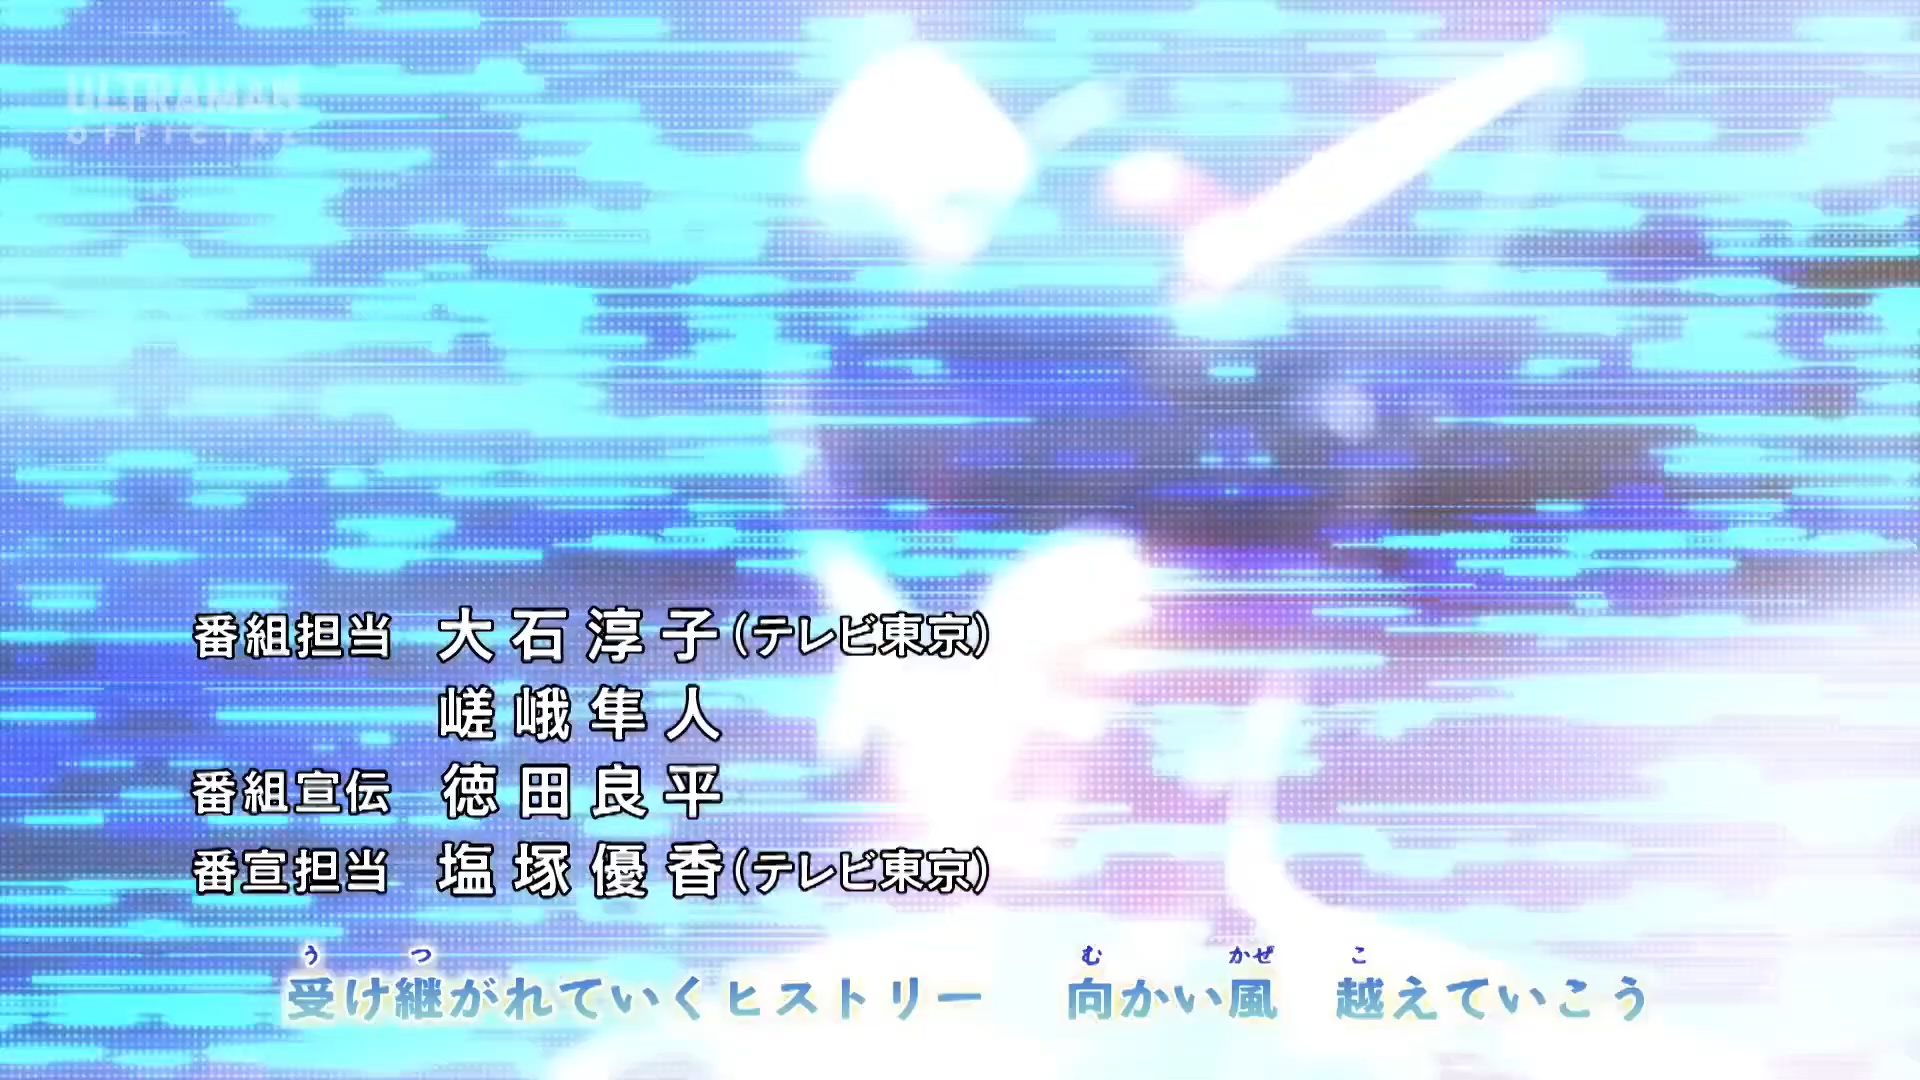 ULTRAMAN
OFFICIAL
番組担当 大石淳子(テレビ東京)
嵯峨隼人
番組宣伝 徳田良平
番宣担当 塩塚優香(テレビ東京)
う つ む かぜ こ
受け継がれていくヒストリー 向かい風 越えていこう